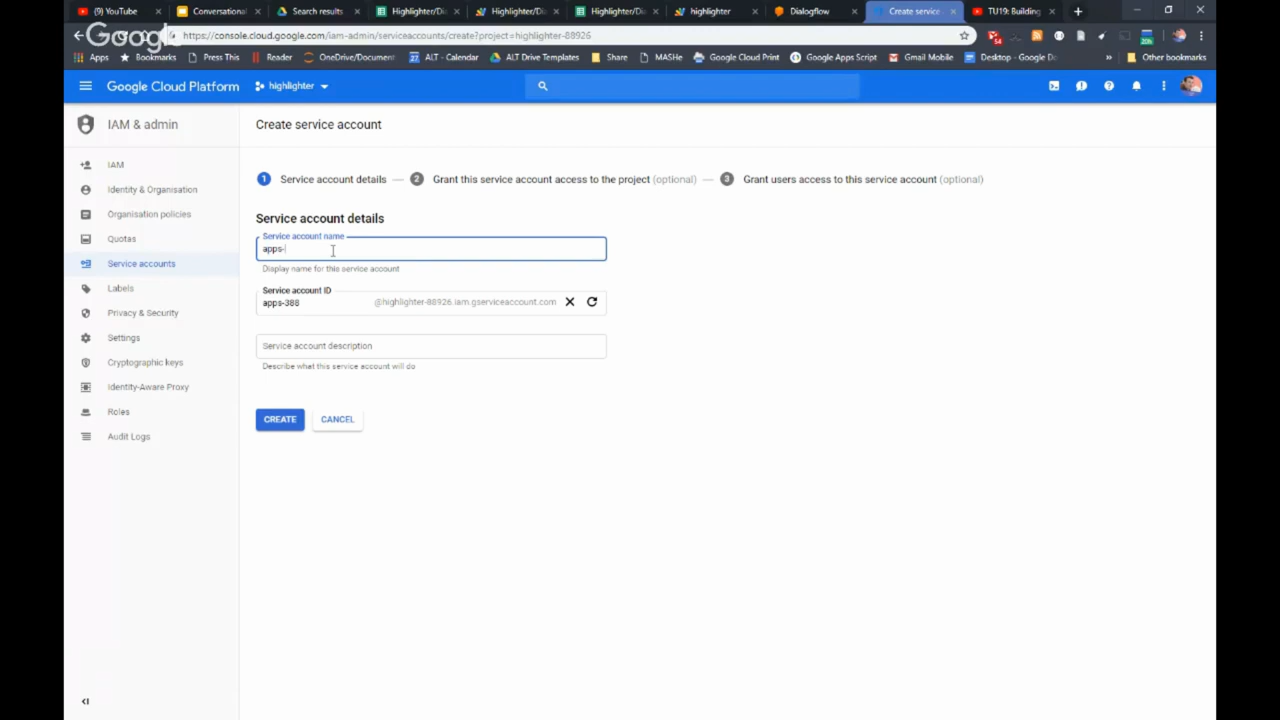 (9) YouTube
Conversational
Search results
Highlighter/Di
Highlighter/Di
Highlighter/Di
highlighter
Dialogflow
Create service
TU19: Building
Google
https://console.cloud.google.com/iam-admin/serviceaccounts/create?project=highlighter-88926
54
20h
Apps
Bookmarks
Press This
Reader
OneDrive/Document
ALT - Calendar
ALT Drive Templates
Share
MASHe
Google Cloud Print
Google Apps Script
Gmail Mobile
Desktop - Google Do
»
Other bookmarks
Google Cloud Platform
highlighter
IAM & admin
Create service account
IAM
Identity & Organisation
Organisation policies
Quotas
Service accounts
Labels
Privacy & Security
Settings
Cryptographic keys
Identity-Aware Proxy
Roles
Audit Logs
1 Service account details — 2 Grant this service account access to the project (optional) — 3 Grant users access to this service account (optional)
Service account details
Service account name
apps-
Display name for this service account
Service account ID
apps-388 @highlighter-88926.iam.gserviceaccount.com
Service account description
Describe what this service account will do
CREATE CANCEL